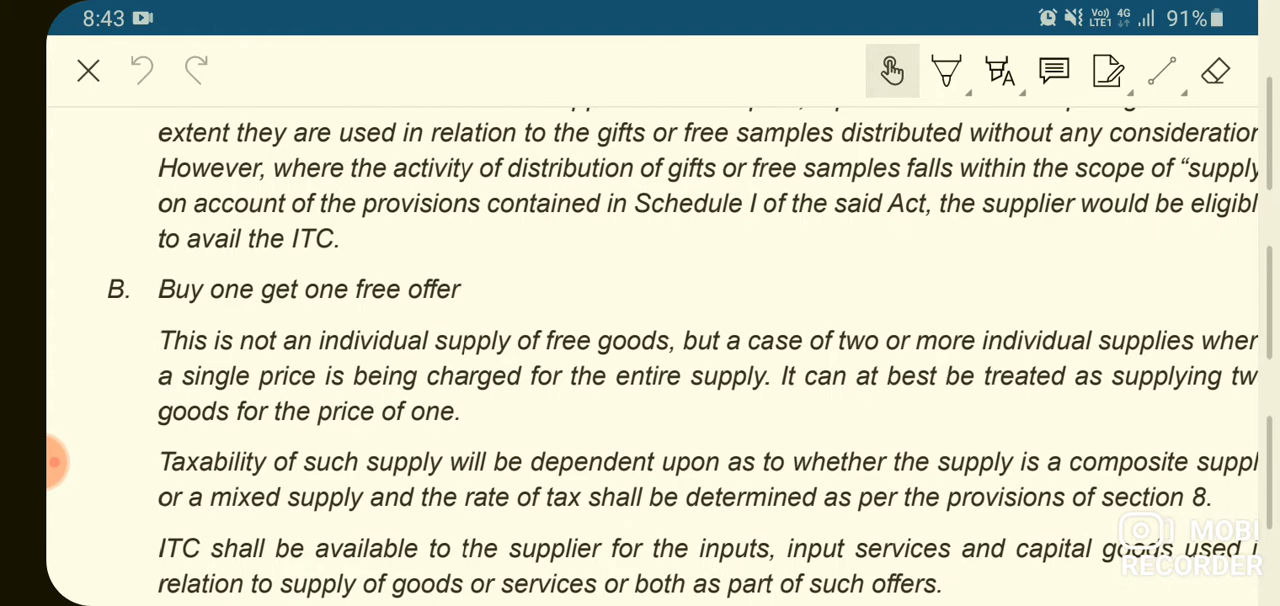 8:43
Vo)) 4G
LTE1
91%
A
extent they are used in relation to the gifts or free samples distributed without any consideration
However, where the activity of distribution of gifts or free samples falls within the scope of “supply
on account of the provisions contained in Schedule I of the said Act, the supplier would be eligibl
to avail the ITC.
B. Buy one get one free offer
This is not an individual supply of free goods, but a case of two or more individual supplies wher
a single price is being charged for the entire supply. It can at best be treated as supplying tw
goods for the price of one.
Taxability of such supply will be dependent upon as to whether the supply is a composite suppl
or a mixed supply and the rate of tax shall be determined as per the provisions of section 8.
ITC shall be available to the supplier for the inputs, input services and capital goods used i
relation to supply of goods or services or both as part of such offers.
MOBI
RECORDER